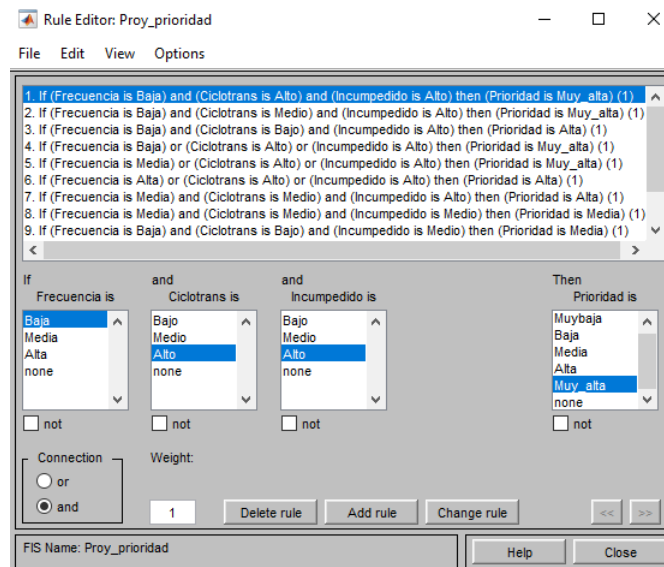 Rule Editor: Proy_prioridad
File Edit View Options
1. If (Frecuencia is Baja) and (Ciclotrans is Alto) and (Incumpedido is Alto) then (Prioridad is Muy_alta) (1)
2. If (Frecuencia is Baja) and (Ciclotrans is Medio) and (Incumpedido is Alto) then (Prioridad is Muy_alta) (1)
3. If (Frecuencia is Baja) and (Ciclotrans is Bajo) and (Incumpedido is Alto) then (Prioridad is Alta) (1)
4. If (Frecuencia is Baja) or (Ciclotrans is Alto) or (Incumpedido is Alto) then (Prioridad is Muy_alta) (1)
5. If (Frecuencia is Media) or (Ciclotrans is Alto) or (Incumpedido is Alto) then (Prioridad is Muy_alta) (1)
6. If (Frecuencia is Alta) or (Ciclotrans is Alto) or (Incumpedido is Alto) then (Prioridad is Alta) (1)
7. If (Frecuencia is Media) and (Ciclotrans is Medio) and (Incumpedido is Alto) then (Prioridad is Alta) (1)
8. If (Frecuencia is Media) and (Ciclotrans is Medio) and (Incumpedido is Medio) then (Prioridad is Media) (1)
9. If (Frecuencia is Baja) and (Ciclotrans is Bajo) and (Incumpedido is Medio) then (Prioridad is Media) (1)
If and and Then
Frecuencia is Ciclotrans is Incumpedido is Prioridad is
Baja Bajo Bajo Muybaja
Media Medio Medio Baja
Alta Alto Alto Media
none none none Alta
Muy_alta
none
not not not not
Connection Weight:
or
and 1 Delete rule Add rule Change rule << >>
FIS Name: Proy_prioridad Help Close